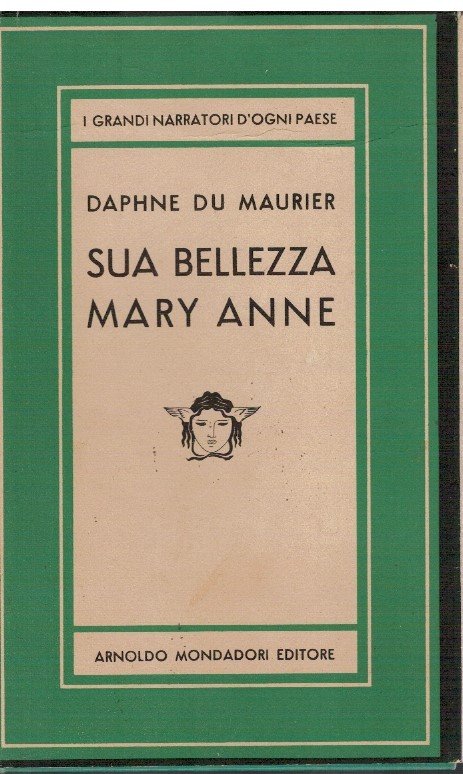 I GRANDI NARRATORI D'OGNI PAESE
DAPHNE DU MAURIER
SUA BELLEZZA
MARY ANNE
ARNOLDO MONDADORI EDITORE